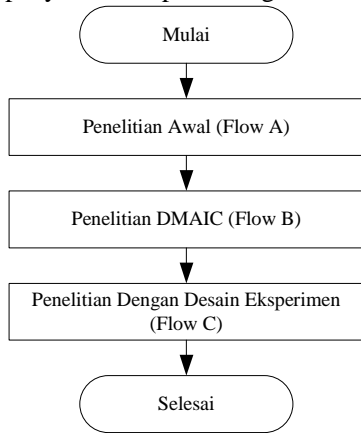 Mulai
Penelitian Awal (Flow A)
Penelitian DMAIC (Flow B)
Penelitian Dengan Desain Eksperimen
(Flow C)
Selesai